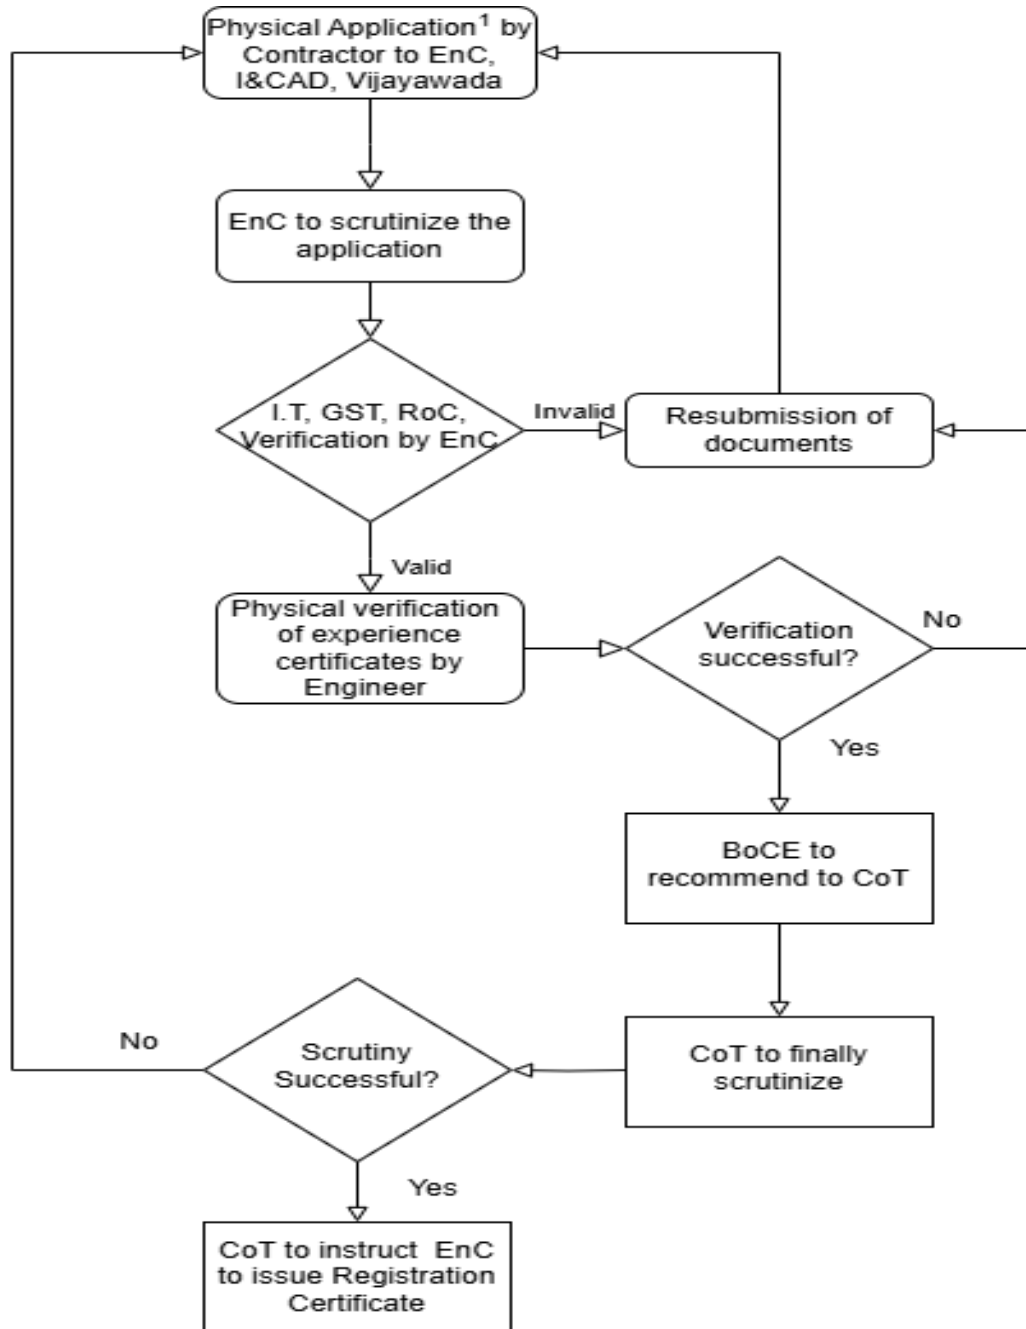 Physical Application¹ by
Contractor to EnC,
I&CAD, Vijayawada
EnC to scrutinize the
application
I.T, GST, RoC,
Verification by EnC
Invalid
Resubmission of
documents
Valid
Physical verification
of experience
certificates by
Engineer
Verification
successful?
No
Yes
BoCE to
recommend to CoT
CoT to finally
scrutinize
Scrutiny
Successful?
No
Yes
CoT to instruct EnC
to issue Registration
Certificate